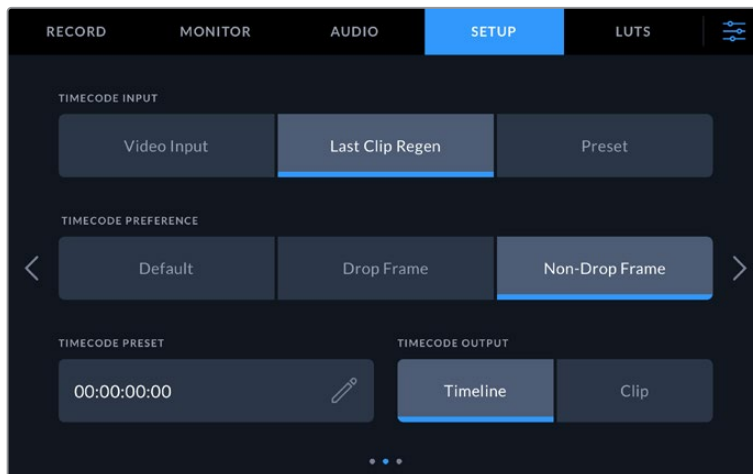 RECORD MONITOR AUDIO SETUP LUTS
TIMECODE INPUT
Video Input Last Clip Regen Preset
TIMECODE PREFERENCE
Default Drop Frame Non-Drop Frame
TIMECODE PRESET TIMECODE OUTPUT
00:00:00:00 Timeline Clip